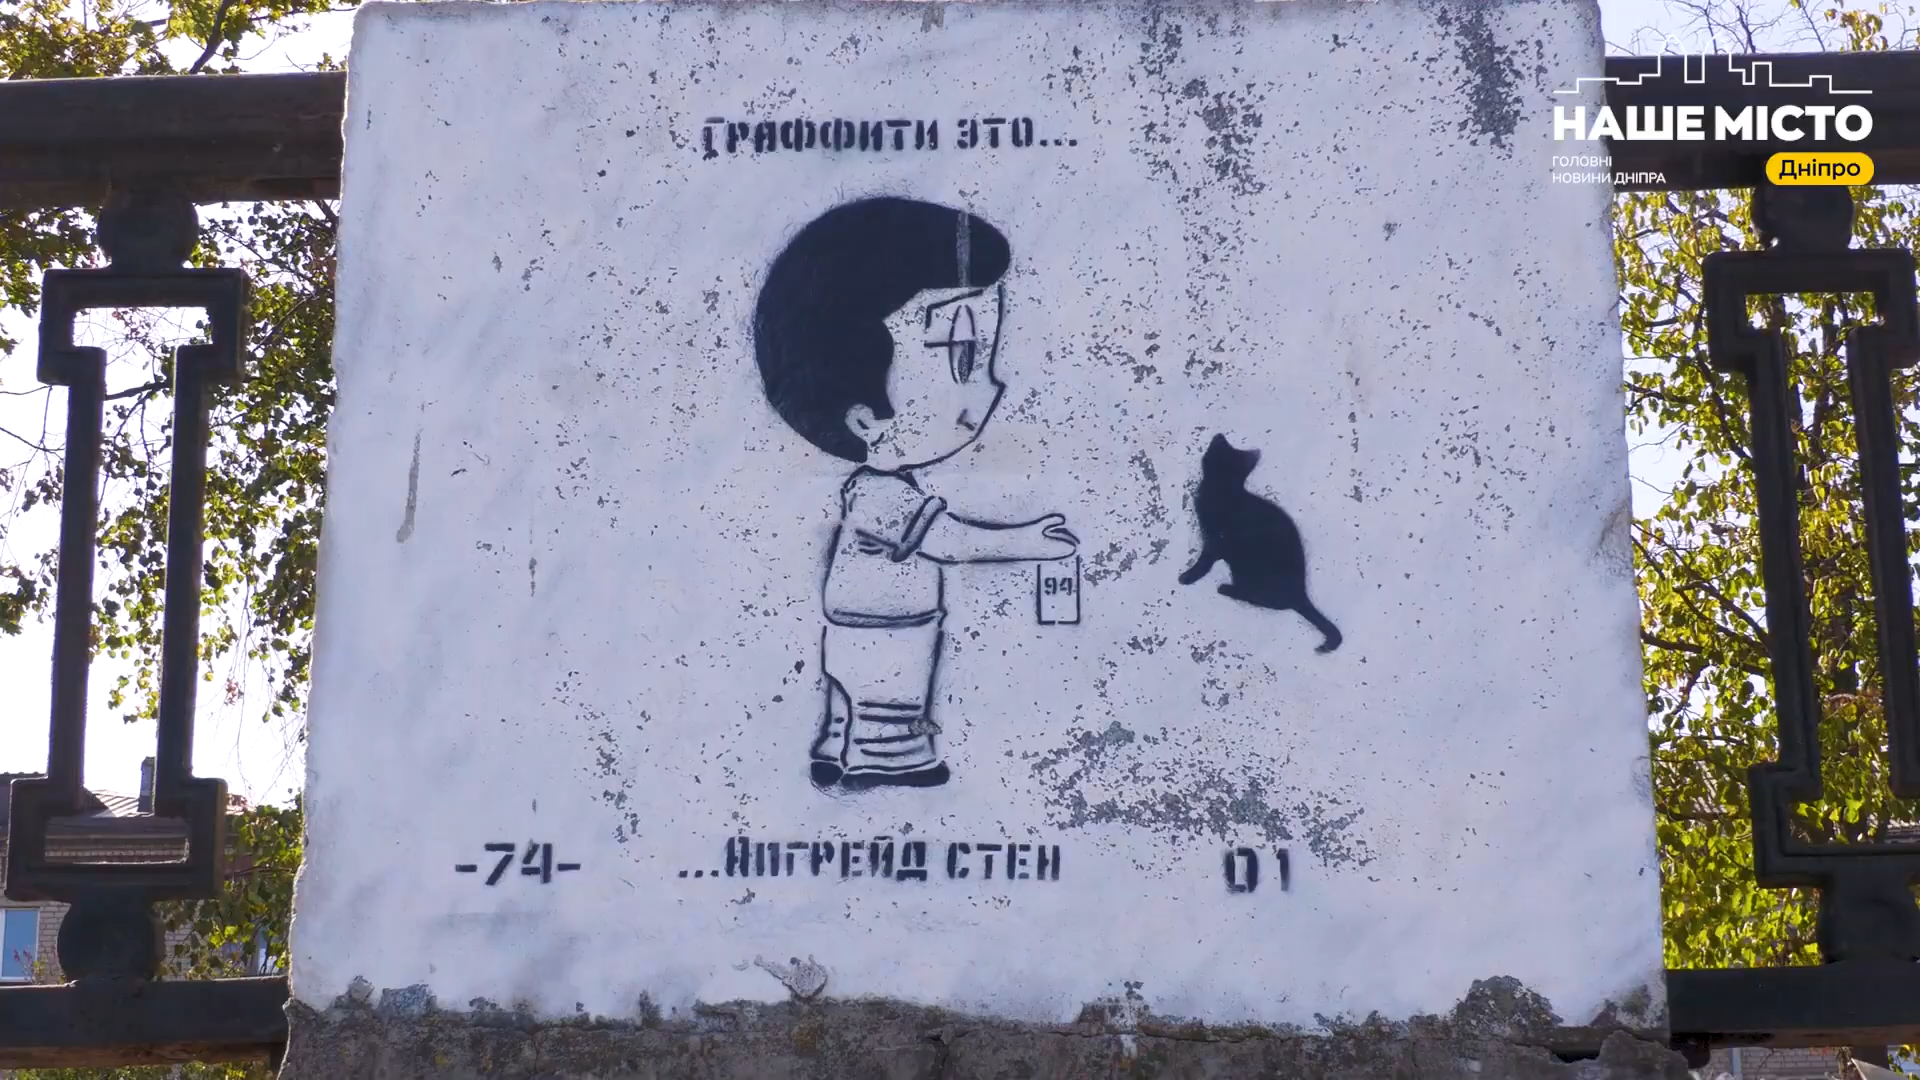 ГРАФФИТИ ЭТО...
НАШЕ МІСТО
ГОЛОВНІ
НОВИНИ ДНІПРА
Дніпро
94
-74-
...АПГРЕЙД СТЕН
01